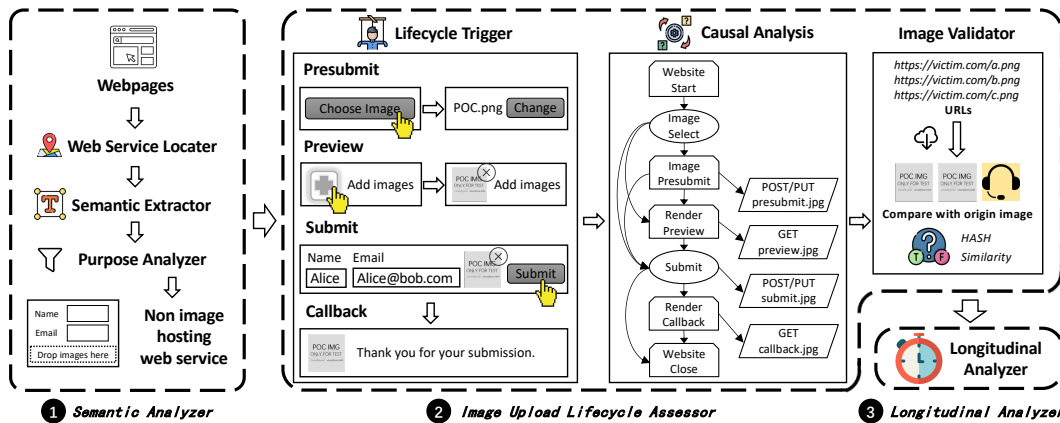 Webpages
Web Service Locater
Semantic Extractor
Purpose Analyzer
Name
Email
Drop images here
Non image
hosting
web service
1 Semantic Analyzer
Lifecycle Trigger
Presubmit
Choose Image
POC.png
Change
Preview
Add images
POC IMG
ONLY FOR TEST
Add images
Submit
Name
Email
Alice
Alice@bob.com
POC IMG
ONLY FOR TEST
Submit
Callback
POC IMG
ONLY FOR TEST
Thank you for your submission.
Causal Analysis
Website
Start
Image
Select
Image
Presubmit
POST/PUT
presubmit.jpg
Render
Preview
GET
preview.jpg
Submit
POST/PUT
submit.jpg
Render
Callback
GET
callback.jpg
Website
Close
Image Validator
https://victim.com/a.png
https://victim.com/b.png
https://victim.com/c.png
URLs
POC IMG
ONLY FOR TEST
POC IMG
ONLY FOR TEST
Compare with origin image
?
T
F
HASH
Similarity
2 Image Upload Lifecycle Assessor
Longitudinal
Analyzer
3 Longitudinal Analyzer